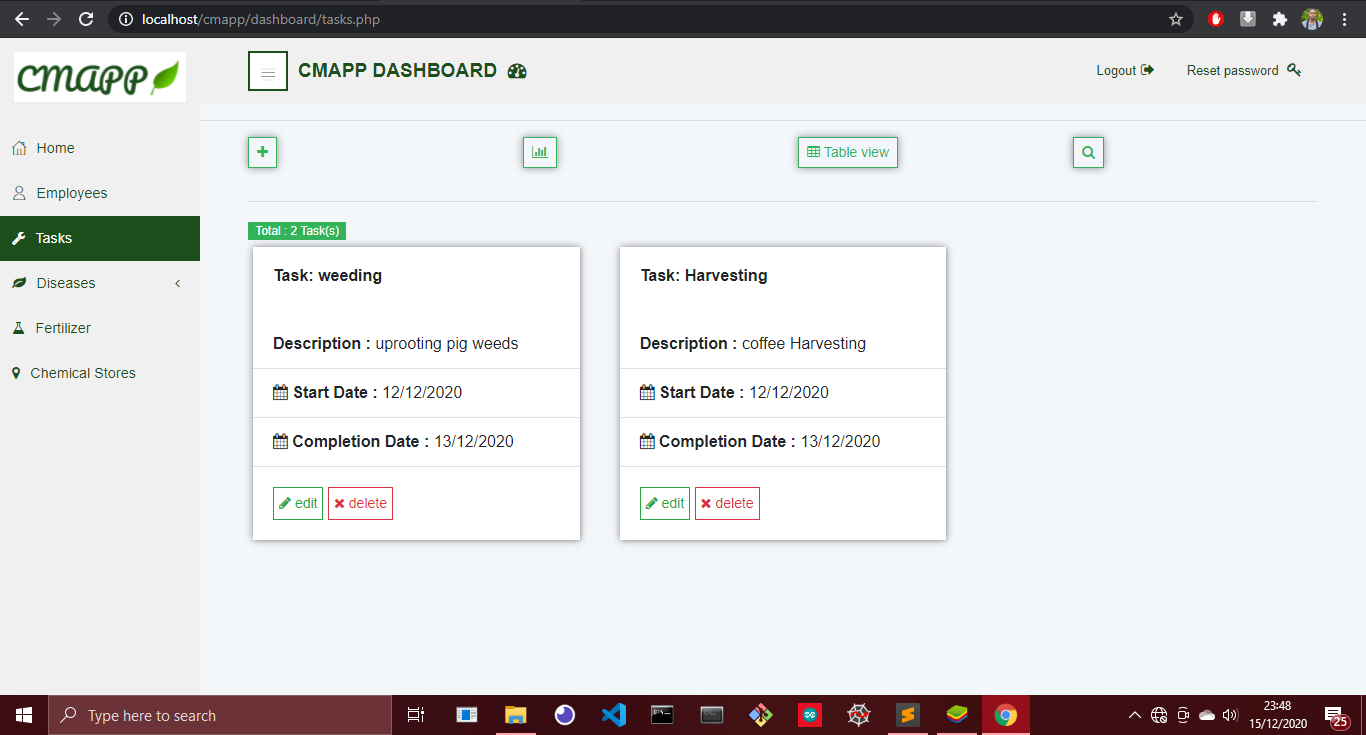 localhost/cmapp/dashboard/tasks.php
cmapp
CMAPP DASHBOARD
Logout
Reset password
Home
Employees
Tasks
Diseases
Fertilizer
Chemical Stores
Table view
Total : 2 Task(s)
Task: weeding
Description : uprooting pig weeds
Start Date : 12/12/2020
Completion Date : 13/12/2020
edit delete
Task: Harvesting
Description : coffee Harvesting
Start Date : 12/12/2020
Completion Date : 13/12/2020
edit delete
Type here to search
23:48
15/12/2020
25